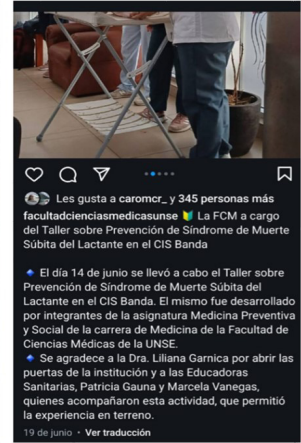 Les gusta a caromcr_ y 345 personas más
facultadcienciasmedicasunse 🔰 La FCM a cargo
del Taller sobre Prevención de Síndrome de Muerte
Súbita del Lactante en el CIS Banda
🔹 El día 14 de junio se llevó a cabo el Taller sobre
Prevención de Síndrome de Muerte Súbita del
Lactante en el CIS Banda. El mismo fue desarrollado
por integrantes de la asignatura Medicina Preventiva
y Social de la carrera de Medicina de la Facultad de
Ciencias Médicas de la UNSE.
🔹 Se agradece a la Dra. Liliana Garnica por abrir las
puertas de la institución y a las Educadoras
Sanitarias, Patricia Gauna y Marcela Vanegas,
quienes acompañaron esta actividad, que permitió
la experiencia en terreno.
19 de junio • Ver traducción